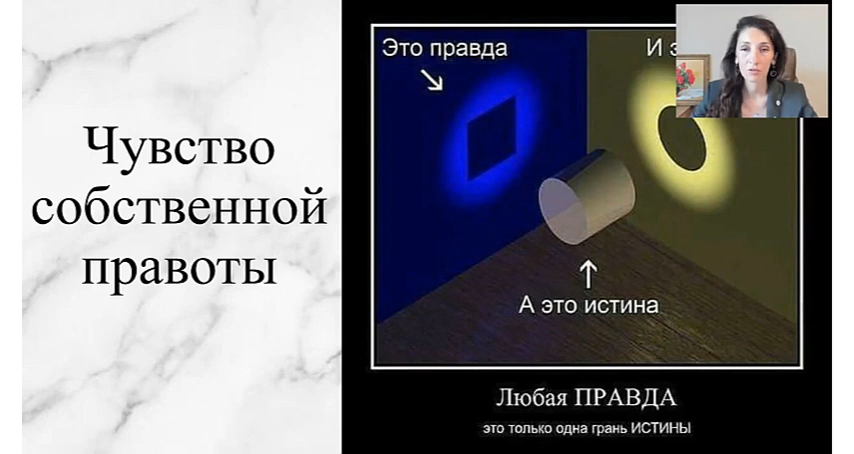 Чувство
собственной
правоты
Это правда
И
А это истина
Любая ПРАВДА
это только одна грань ИСТИНЫ